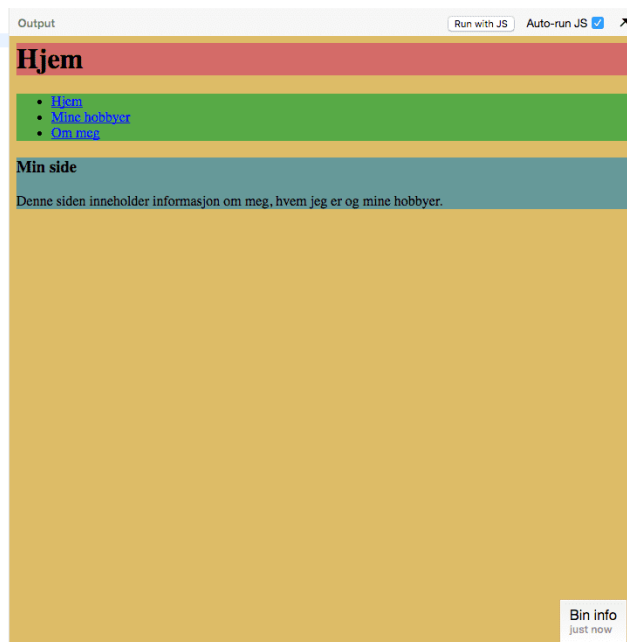 Output Run with JS Auto-run JS
Hjem
Hjem
Mine hobbyer
Om meg
Min side
Denne siden inneholder informasjon om meg, hvem jeg er og mine hobbyer.
Bin info
just now